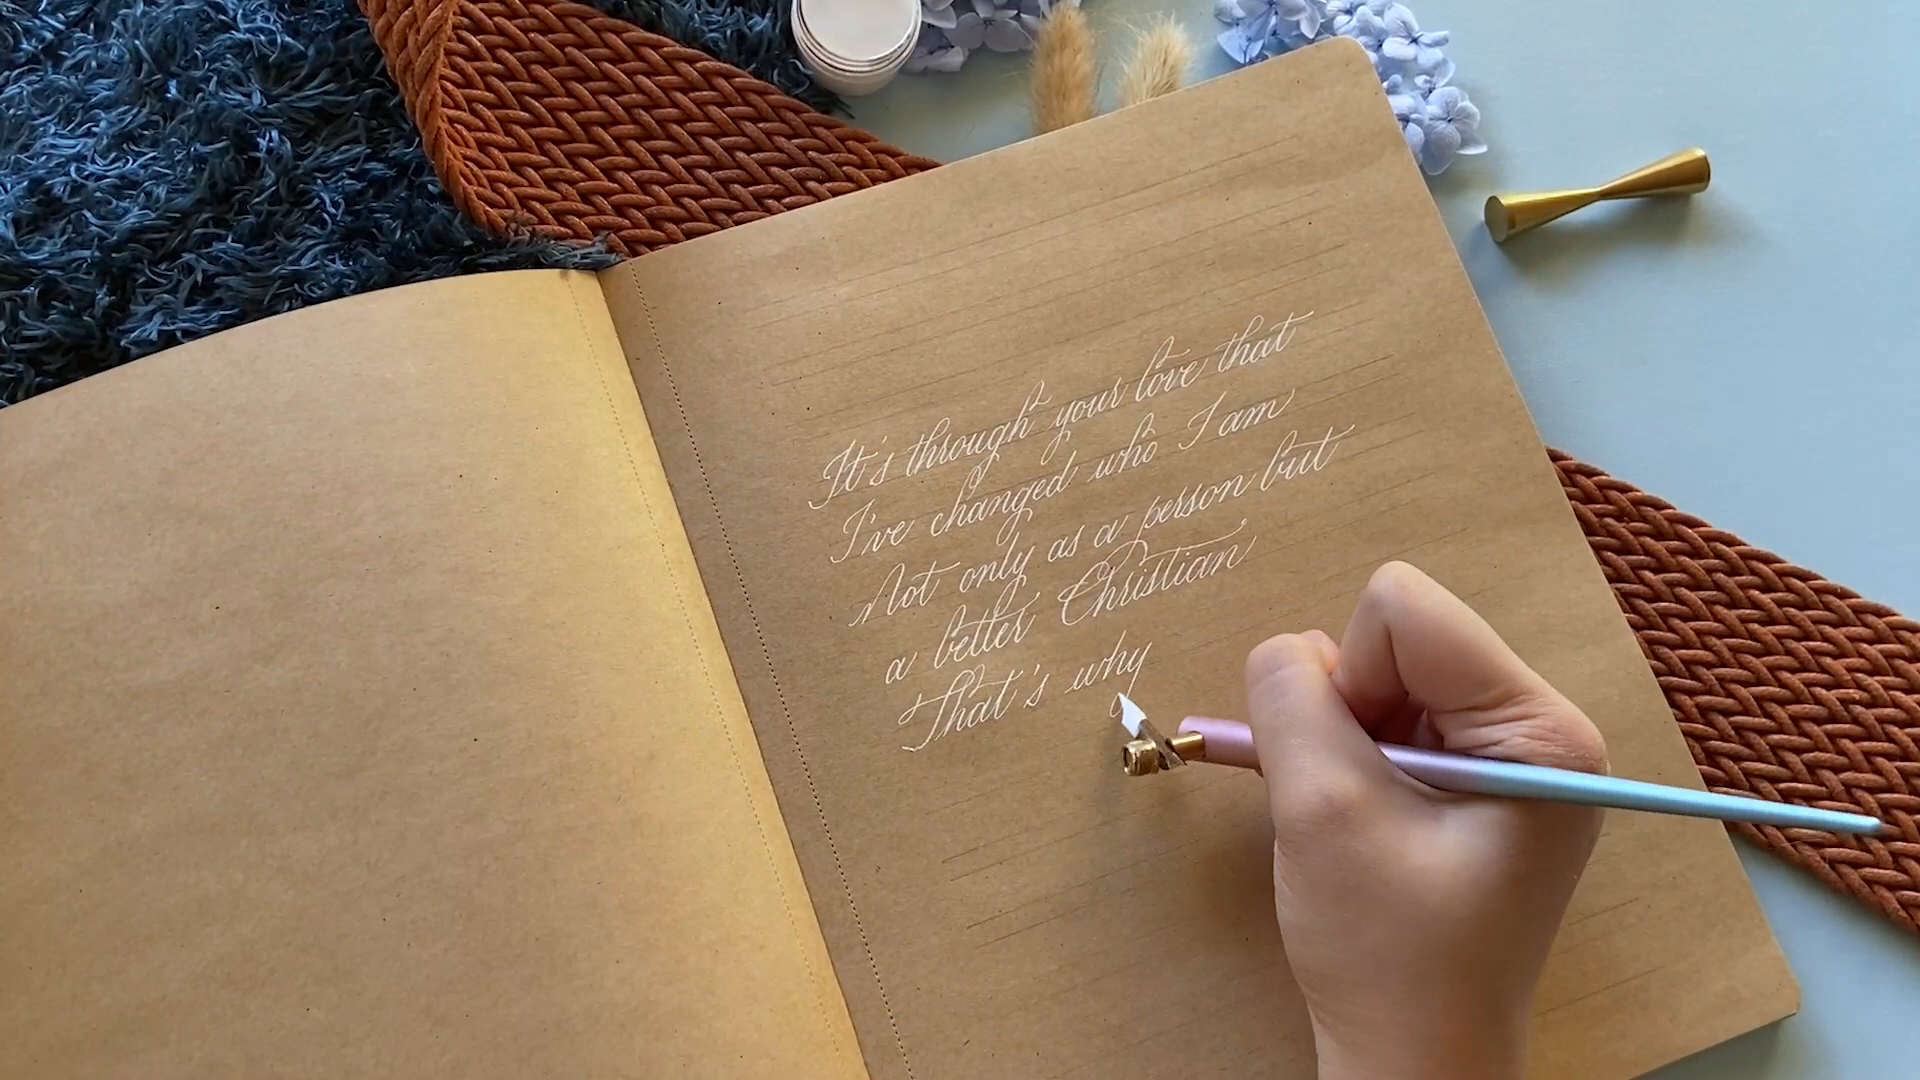 It's through your love that
I've changed who I am
Not only as a person but
a better Christian
That's why